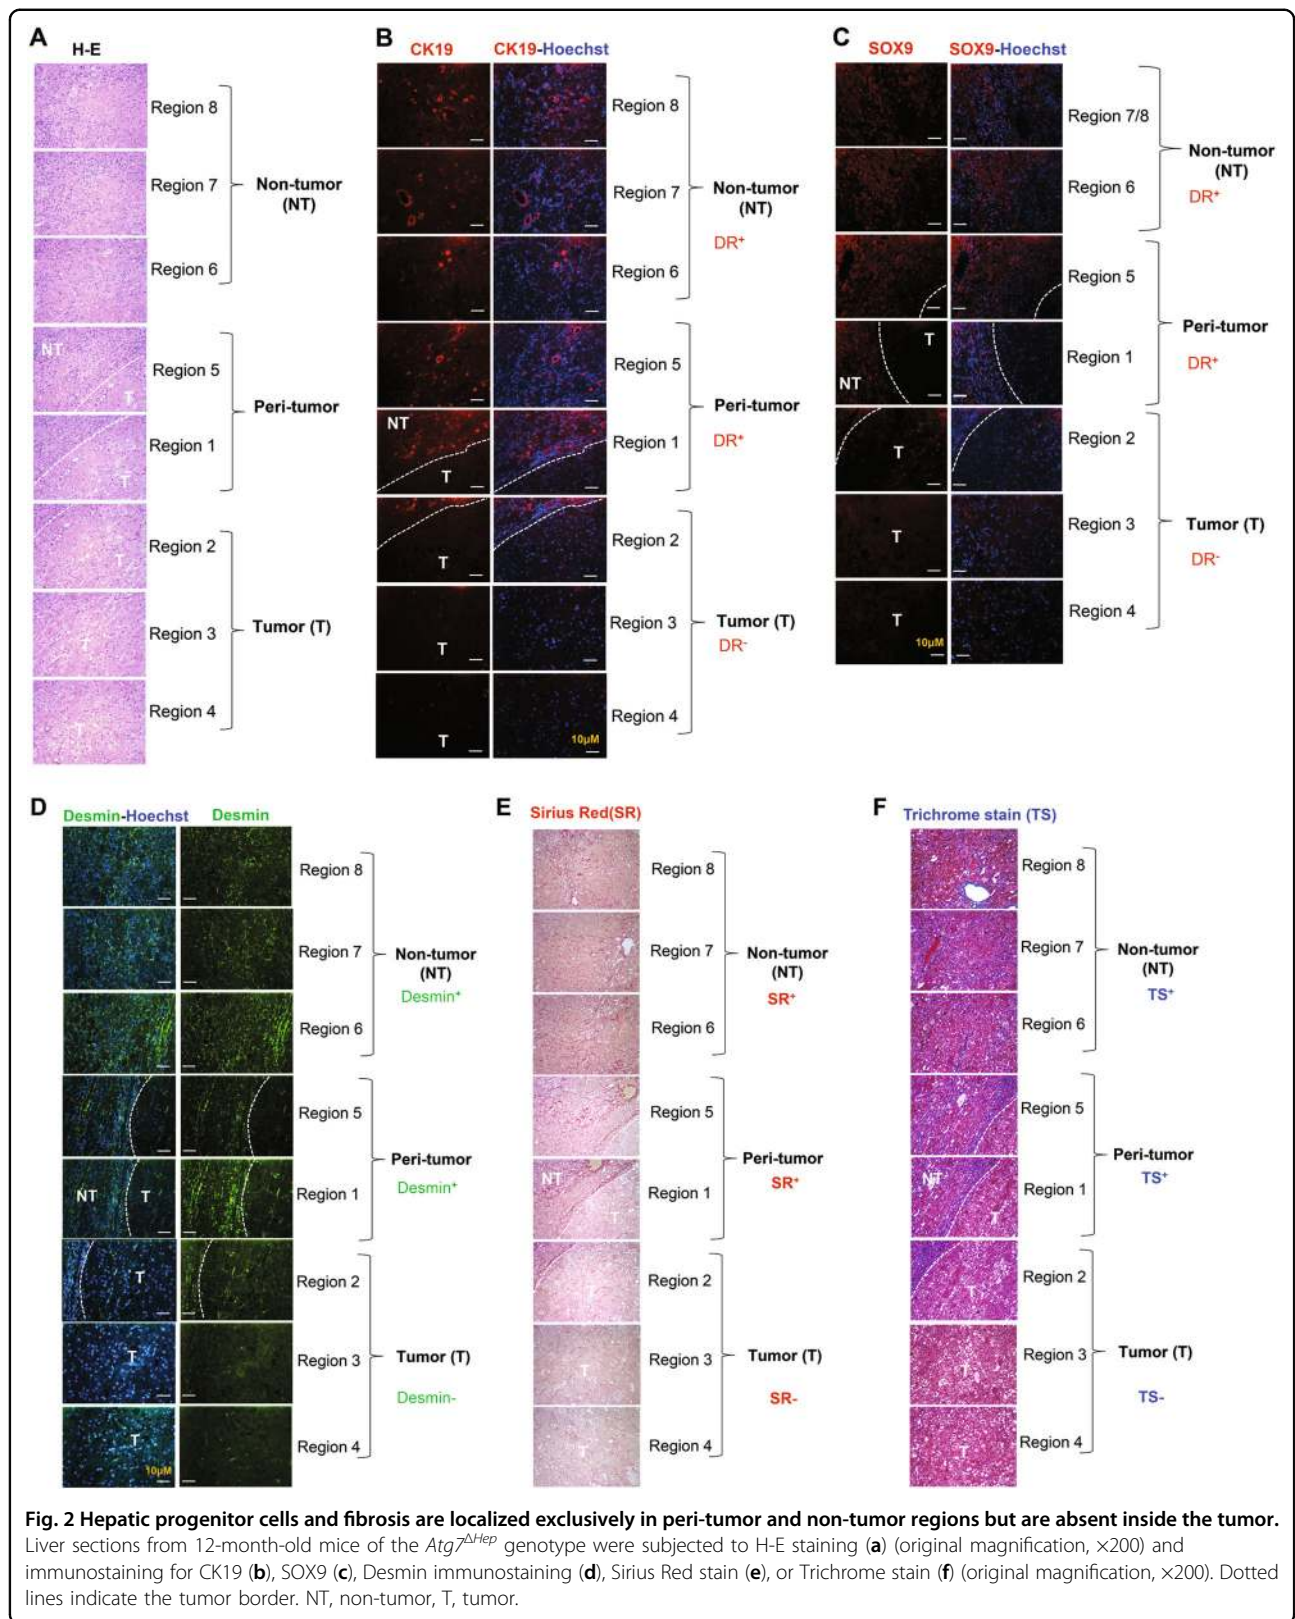 A
H-E
Region 8
Region 7
Region 6
Non-tumor
(NT)
NT
T
Region 5
T
Region 1
Peri-tumor
T
Region 2
T
Region 3
T
Region 4
Tumor (T)
B
CK19 CK19-Hoechst
Region 8
Region 7
Region 6
Non-tumor
(NT)
DR+
Region 5
NT
T
Region 1
Peri-tumor
DR+
T
Region 2
T
Region 3
T
10µM
Region 4
Tumor (T)
DR-
C
SOX9 SOX9-Hoechst
Region 7/8
Region 6
Non-tumor
(NT)
DR+
Region 5
T
NT
Region 1
Peri-tumor
DR+
T
Region 2
T
Region 3
T
10µM
Region 4
Tumor (T)
DR-
D
Desmin-Hoechst Desmin
Region 8
Region 7
Region 6
Non-tumor
(NT)
Desmin+
Region 5
NT T
Region 1
Peri-tumor
Desmin+
T
Region 2
T
Region 3
T
10µM
Region 4
Tumor (T)
Desmin-
E
Sirius Red(SR)
Region 8
Region 7
Region 6
Non-tumor
(NT)
SR+
Region 5
NT
T
Region 1
Peri-tumor
SR+
T
Region 2
T
Region 3
T
Region 4
Tumor (T)
SR-
F
Trichrome stain (TS)
Region 8
Region 7
Region 6
Non-tumor
(NT)
TS+
Region 5
NT
T
Region 1
Peri-tumor
TS+
T
Region 2
T
Region 3
T
Region 4
Tumor (T)
TS-
Fig. 2 Hepatic progenitor cells and fibrosis are localized exclusively in peri-tumor and non-tumor regions but are absent inside the tumor.
Liver sections from 12-month-old mice of the Atg7ΔHep genotype were subjected to H-E staining (a) (original magnification, ×200) and
immunostaining for CK19 (b), SOX9 (c), Desmin immunostaining (d), Sirius Red stain (e), or Trichrome stain (f) (original magnification, ×200). Dotted
lines indicate the tumor border. NT, non-tumor, T, tumor.